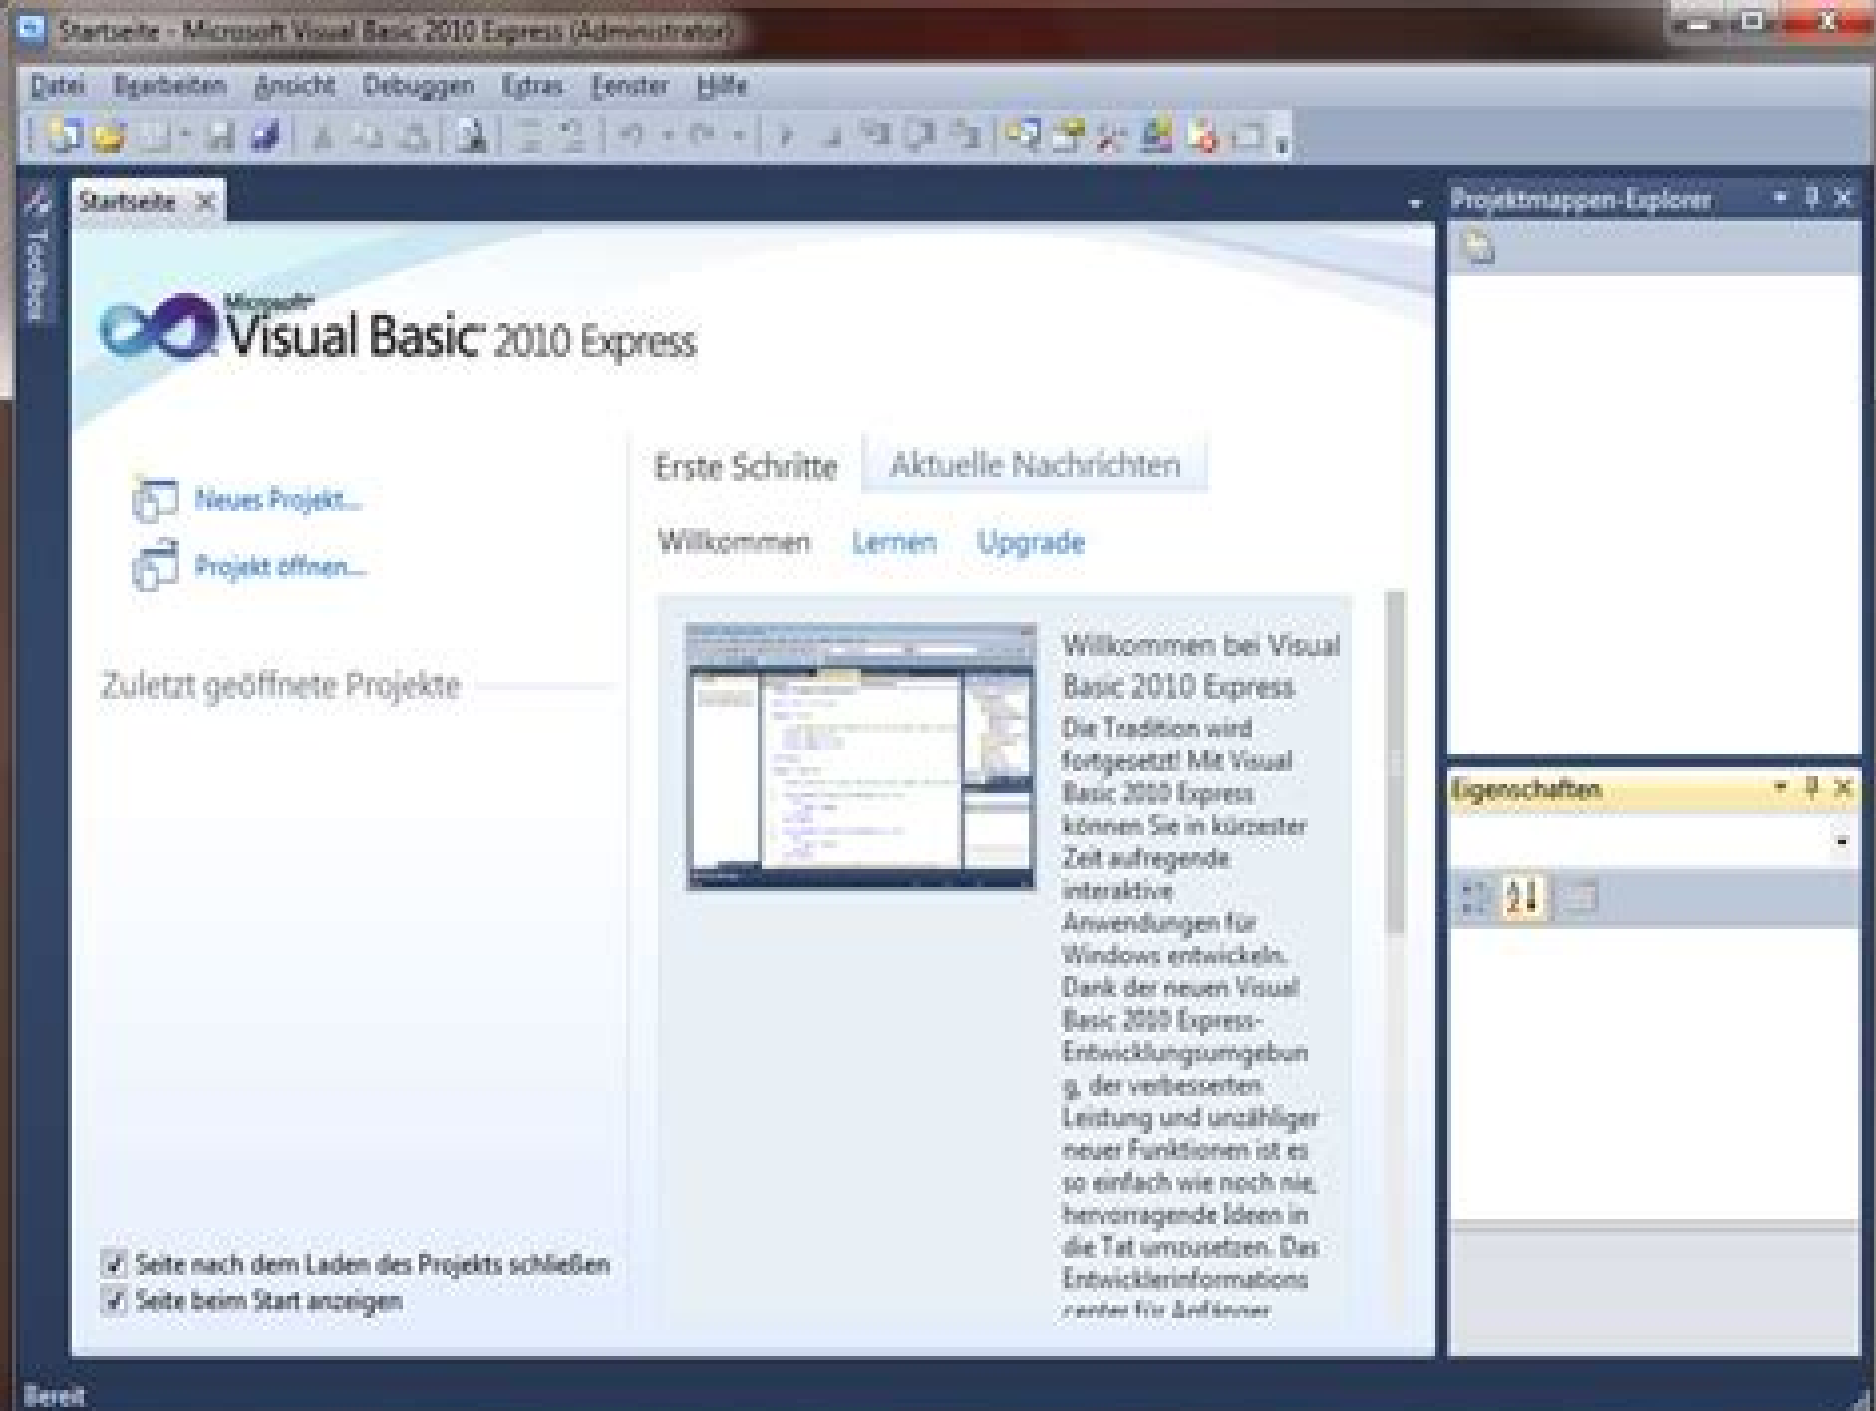 Startseite - Microsoft Visual Basic 2010 Express (Administrator)
Datei Bearbeiten Ansicht Debuggen Extras Fenster Hilfe
Toolbox
Startseite
Projektmappen-Explorer
Microsoft®
Visual Basic® 2010 Express
Neues Projekt...
Projekt öffnen...
Zuletzt geöffnete Projekte
Seite nach dem Laden des Projekts schließen
Seite beim Start anzeigen
Erste Schritte Aktuelle Nachrichten
Willkommen Lernen Upgrade
Willkommen bei Visual
Basic 2010 Express
Die Tradition wird
fortgesetzt! Mit Visual
Basic 2010 Express
können Sie in kürzester
Zeit aufregende
interaktive
Anwendungen für
Windows entwickeln.
Dank der neuen Visual
Basic 2010 Express-
Entwicklungsumgebun
g, der verbesserten
Leistung und unzähliger
neuer Funktionen ist es
so einfach wie noch nie,
hervorragende Ideen in
die Tat umzusetzen. Das
Entwicklerinformations
center für Anfänger
Eigenschaften
Bereit